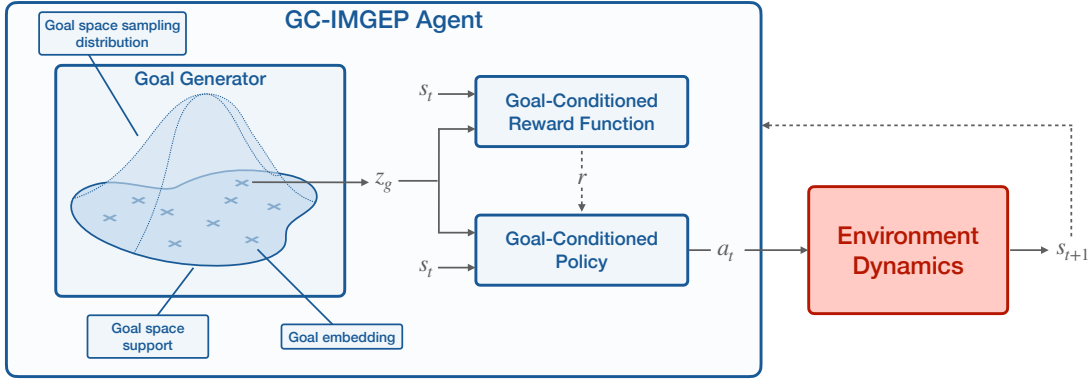 GC-IMGEP Agent
Goal space sampling
distribution
Goal Generator
s_t
Goal-Conditioned
Reward Function
z_g
r
s_t
Goal-Conditioned
Policy
a_t
Environment
Dynamics
s_{t+1}
Goal space
support
Goal embedding